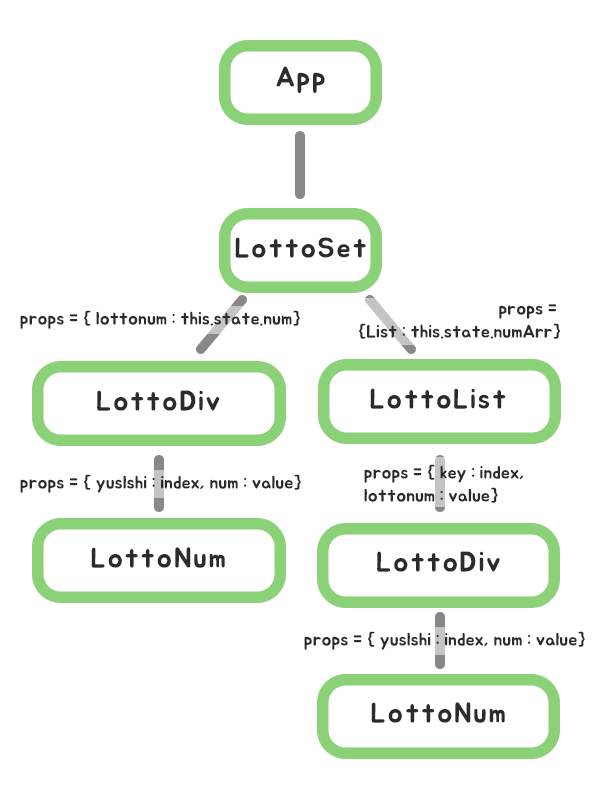 App
LottoSet
props = { lottonum : this.state.num}
props =
{List : this.state.numArr}
LottoDiv
LottoList
props = { yuslshi : index, num : value}
props = { key : index,
lottonum : value}
LottoNum
LottoDiv
props = { yuslshi : index, num : value}
LottoNum